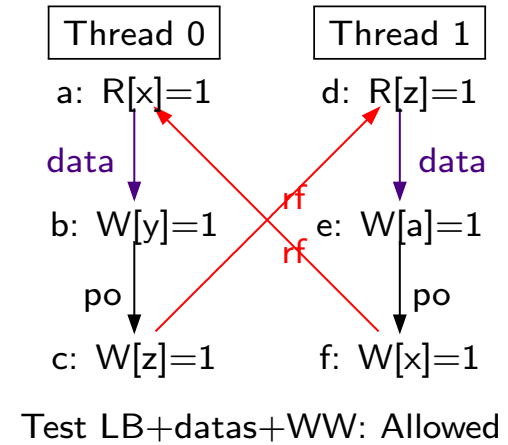 Thread 0 Thread 1
a: R[x]=1 d: R[z]=1
data data
rf
b: W[y]=1 e: W[a]=1
rf
po po
c: W[z]=1 f: W[x]=1
Test LB+datas+WW: Allowed